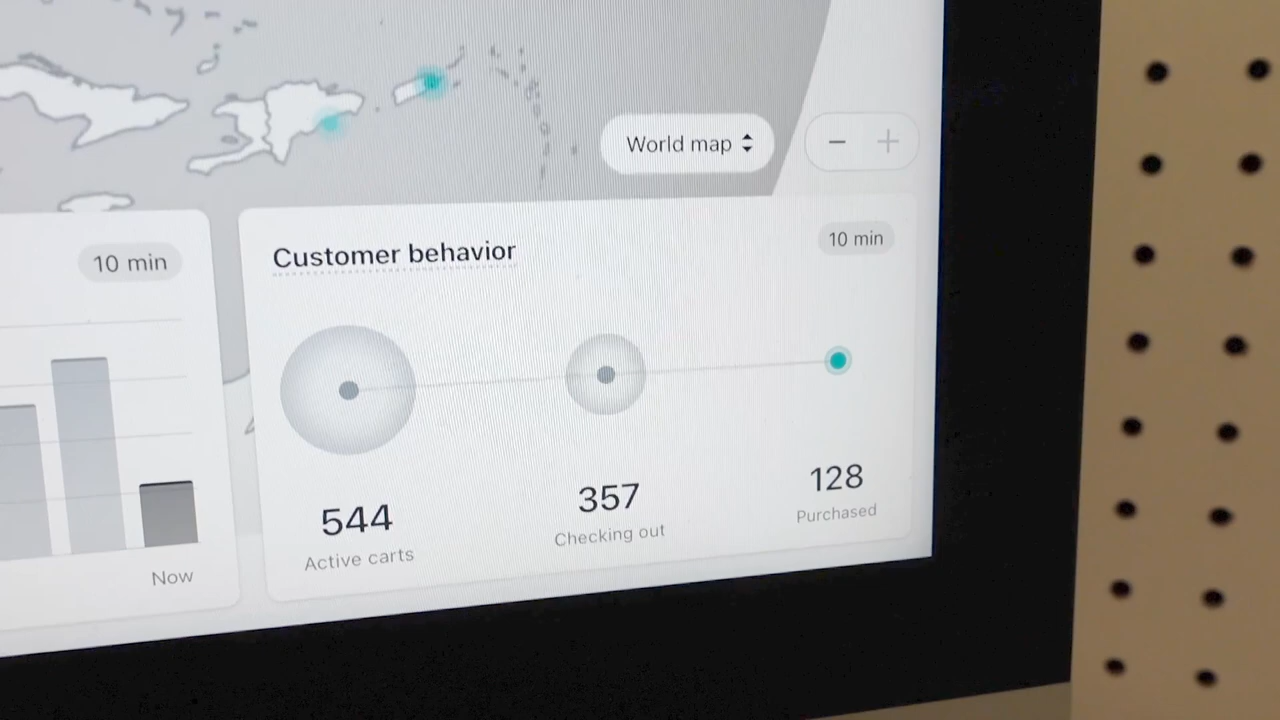 World map
10 min
Customer behavior
10 min
544
Active carts
357
Checking out
128
Purchased
Now